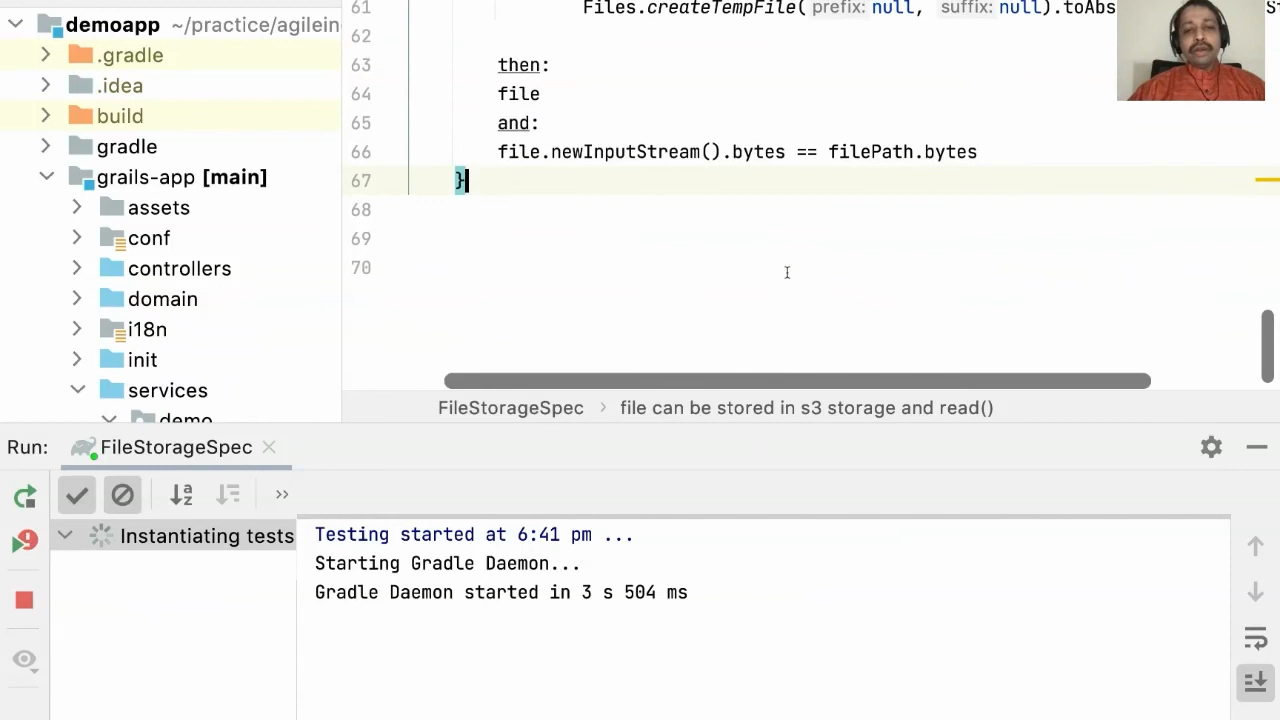 demoapp ~/practice/agilein
.gradle
.idea
build
gradle
grails-app [main]
assets
conf
controllers
domain
i18n
init
services
demo
61 Files.createTempFile( prefix: null, suffix: null).toAbs
62
63 then:
64 file
65 and:
66 file.newInputStream().bytes == filePath.bytes
67 }
68
69
70
FileStorageSpec > file can be stored in s3 storage and read()
Run: FileStorageSpec
Instantiating tests
Testing started at 6:41 pm ...
Starting Gradle Daemon...
Gradle Daemon started in 3 s 504 ms